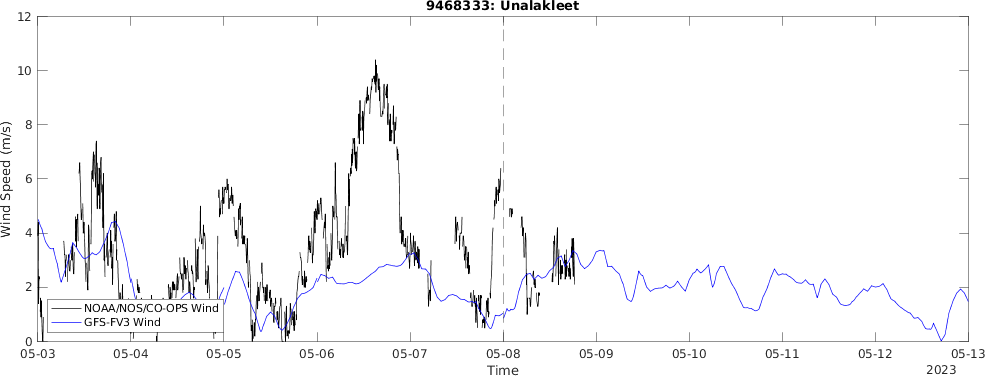 9468333: Unalakleet
Wind Speed (m/s)
12
10
8
6
4
2
0
NOAA/NOS/CO-OPS Wind
GFS-FV3 Wind
05-03 05-04 05-05 05-06 05-07 05-08 05-09 05-10 05-11 05-12 05-13
Time
2023